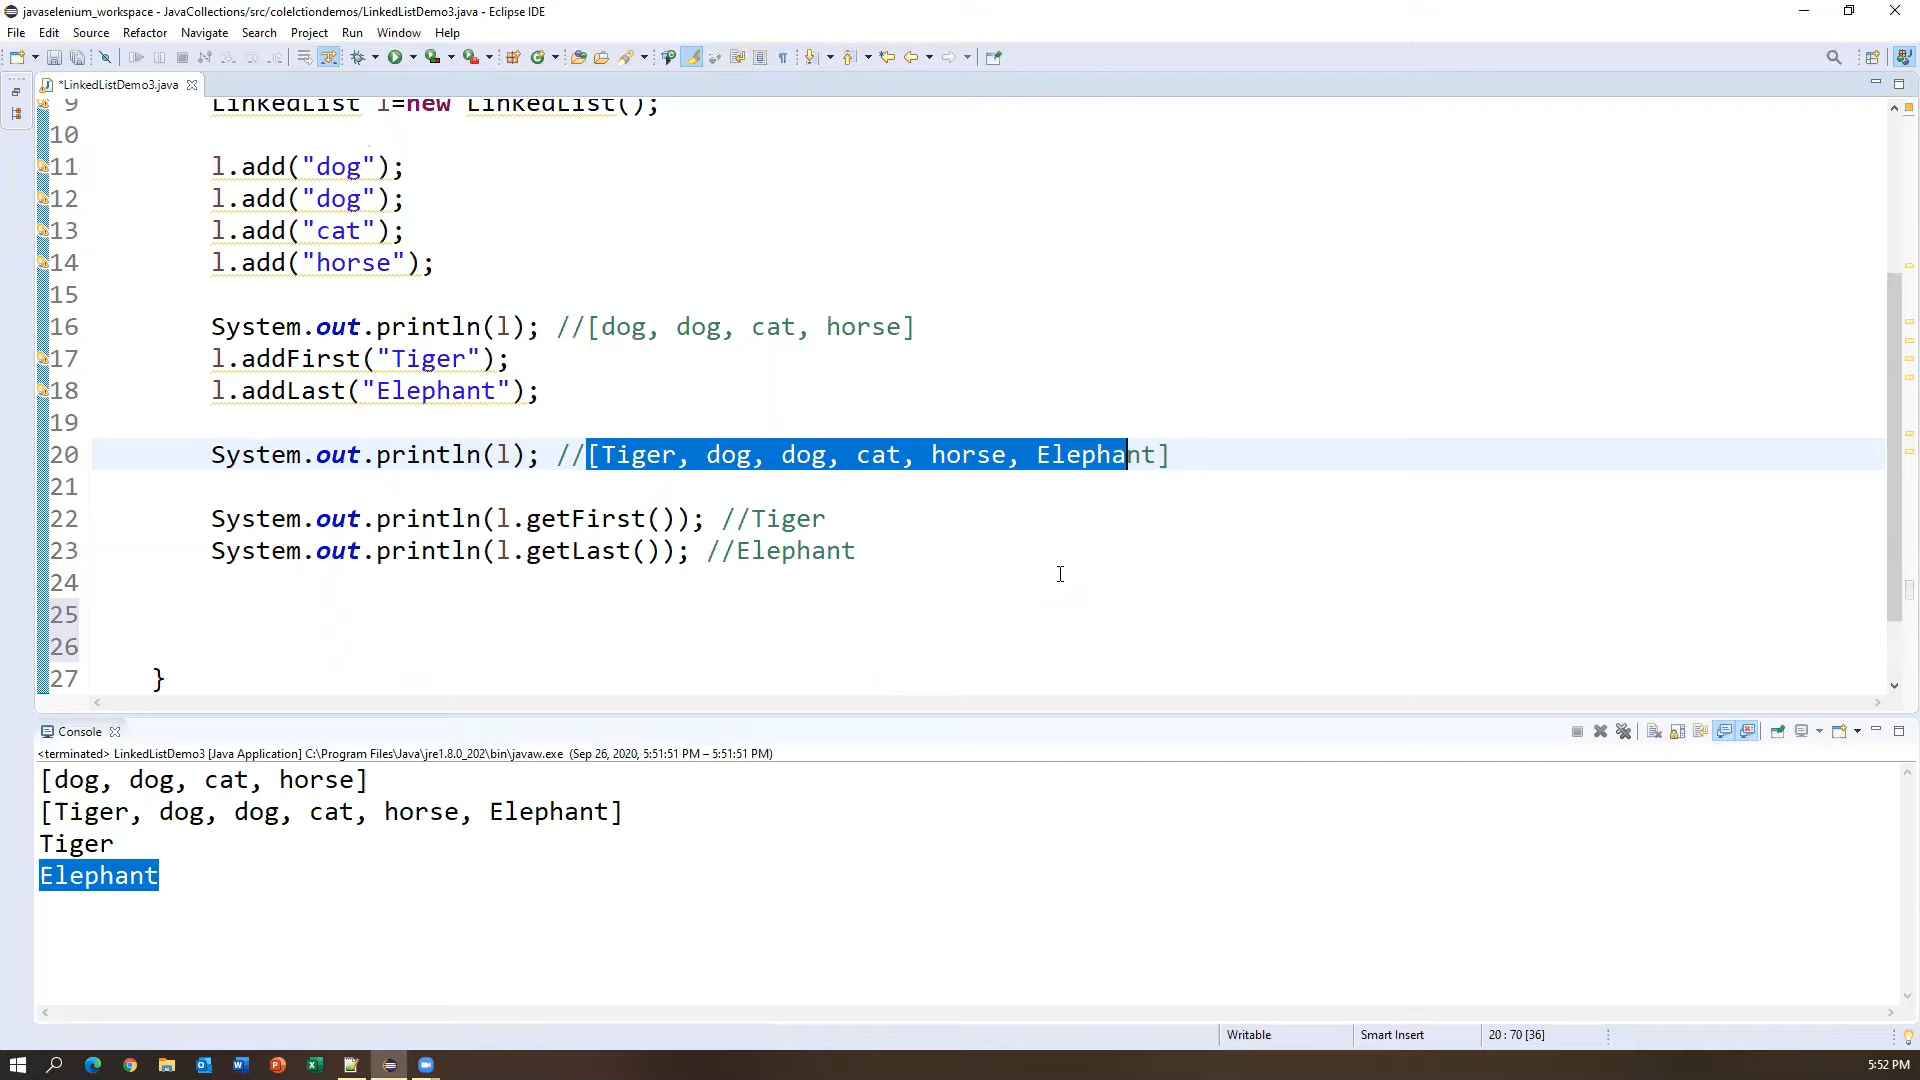 javaselenium_workspace - JavaCollections/src/colelctiondemos/LinkedListDemo3.java - Eclipse IDE
File Edit Source Refactor Navigate Search Project Run Window Help
*LinkedListDemo3.java
9 LinkedList l=new LinkedList();
10
11 l.add("dog");
12 l.add("dog");
13 l.add("cat");
14 l.add("horse");
15
16 System.out.println(l); //[dog, dog, cat, horse]
17 l.addFirst("Tiger");
18 l.addLast("Elephant");
19
20 System.out.println(l); //[Tiger, dog, dog, cat, horse, Elephant]
21
22 System.out.println(l.getFirst()); //Tiger
23 System.out.println(l.getLast()); //Elephant
24
25
26
27 }
Console
<terminated> LinkedListDemo3 [Java Application] C:\Program Files\Java\jre1.8.0_202\bin\javaw.exe (Sep 26, 2020, 5:51:51 PM – 5:51:51 PM)
[dog, dog, cat, horse]
[Tiger, dog, dog, cat, horse, Elephant]
Tiger
Elephant
Writable Smart Insert 20 : 70 [36]
5:52 PM